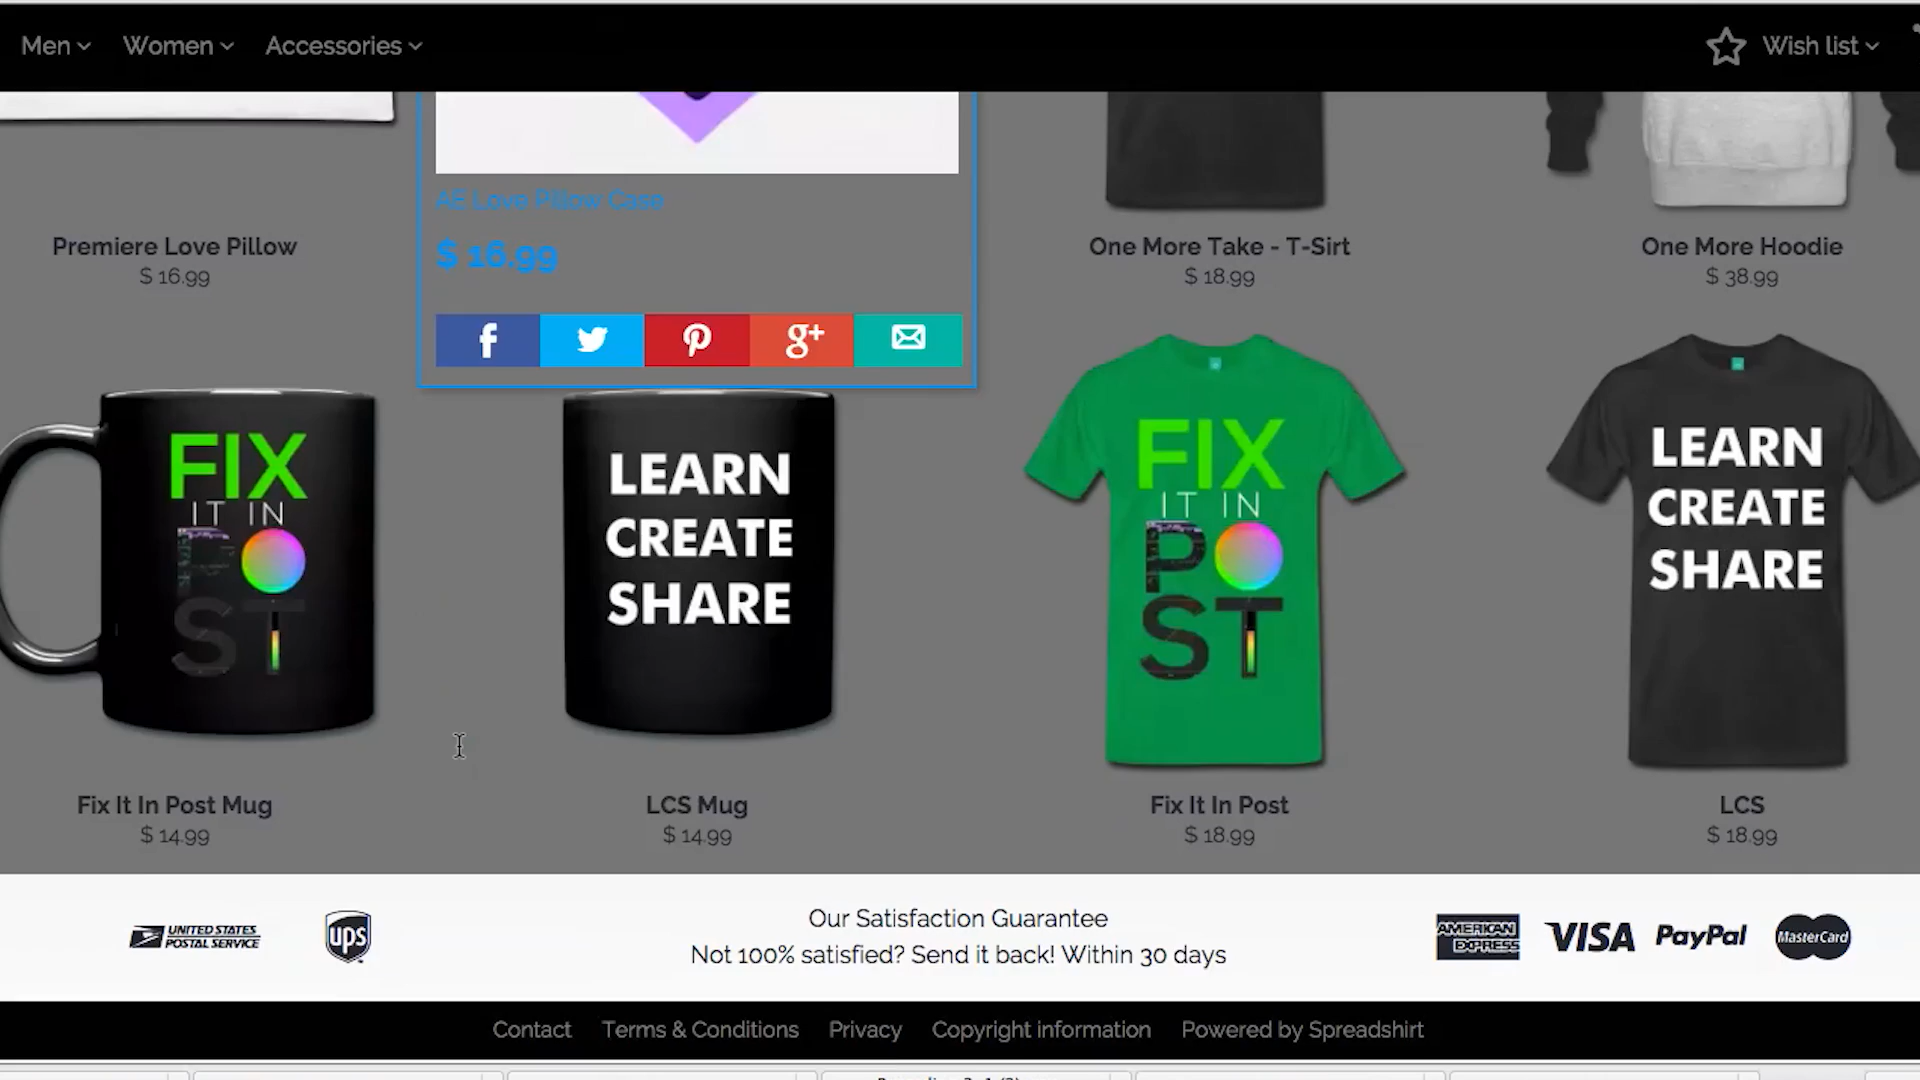 Men
Women
Accessories
Wish list
AE Love Pillow Case
$ 16.99
Premiere Love Pillow
$ 16.99
One More Take - T-Sirt
$ 18.99
One More Hoodie
$ 38.99
f
g+
FIX
IT IN
PO
ST
LEARN
CREATE
SHARE
FIX
IT IN
PO
ST
LEARN
CREATE
SHARE
Fix It In Post Mug
$ 14.99
LCS Mug
$ 14.99
Fix It In Post
$ 18.99
LCS
$ 18.99
UNITED STATES
POSTAL SERVICE
ups
Our Satisfaction Guarantee
Not 100% satisfied? Send it back! Within 30 days
AMERICAN
EXPRESS
VISA
PayPal
MasterCard
Contact
Terms & Conditions
Privacy
Copyright information
Powered by Spreadshirt